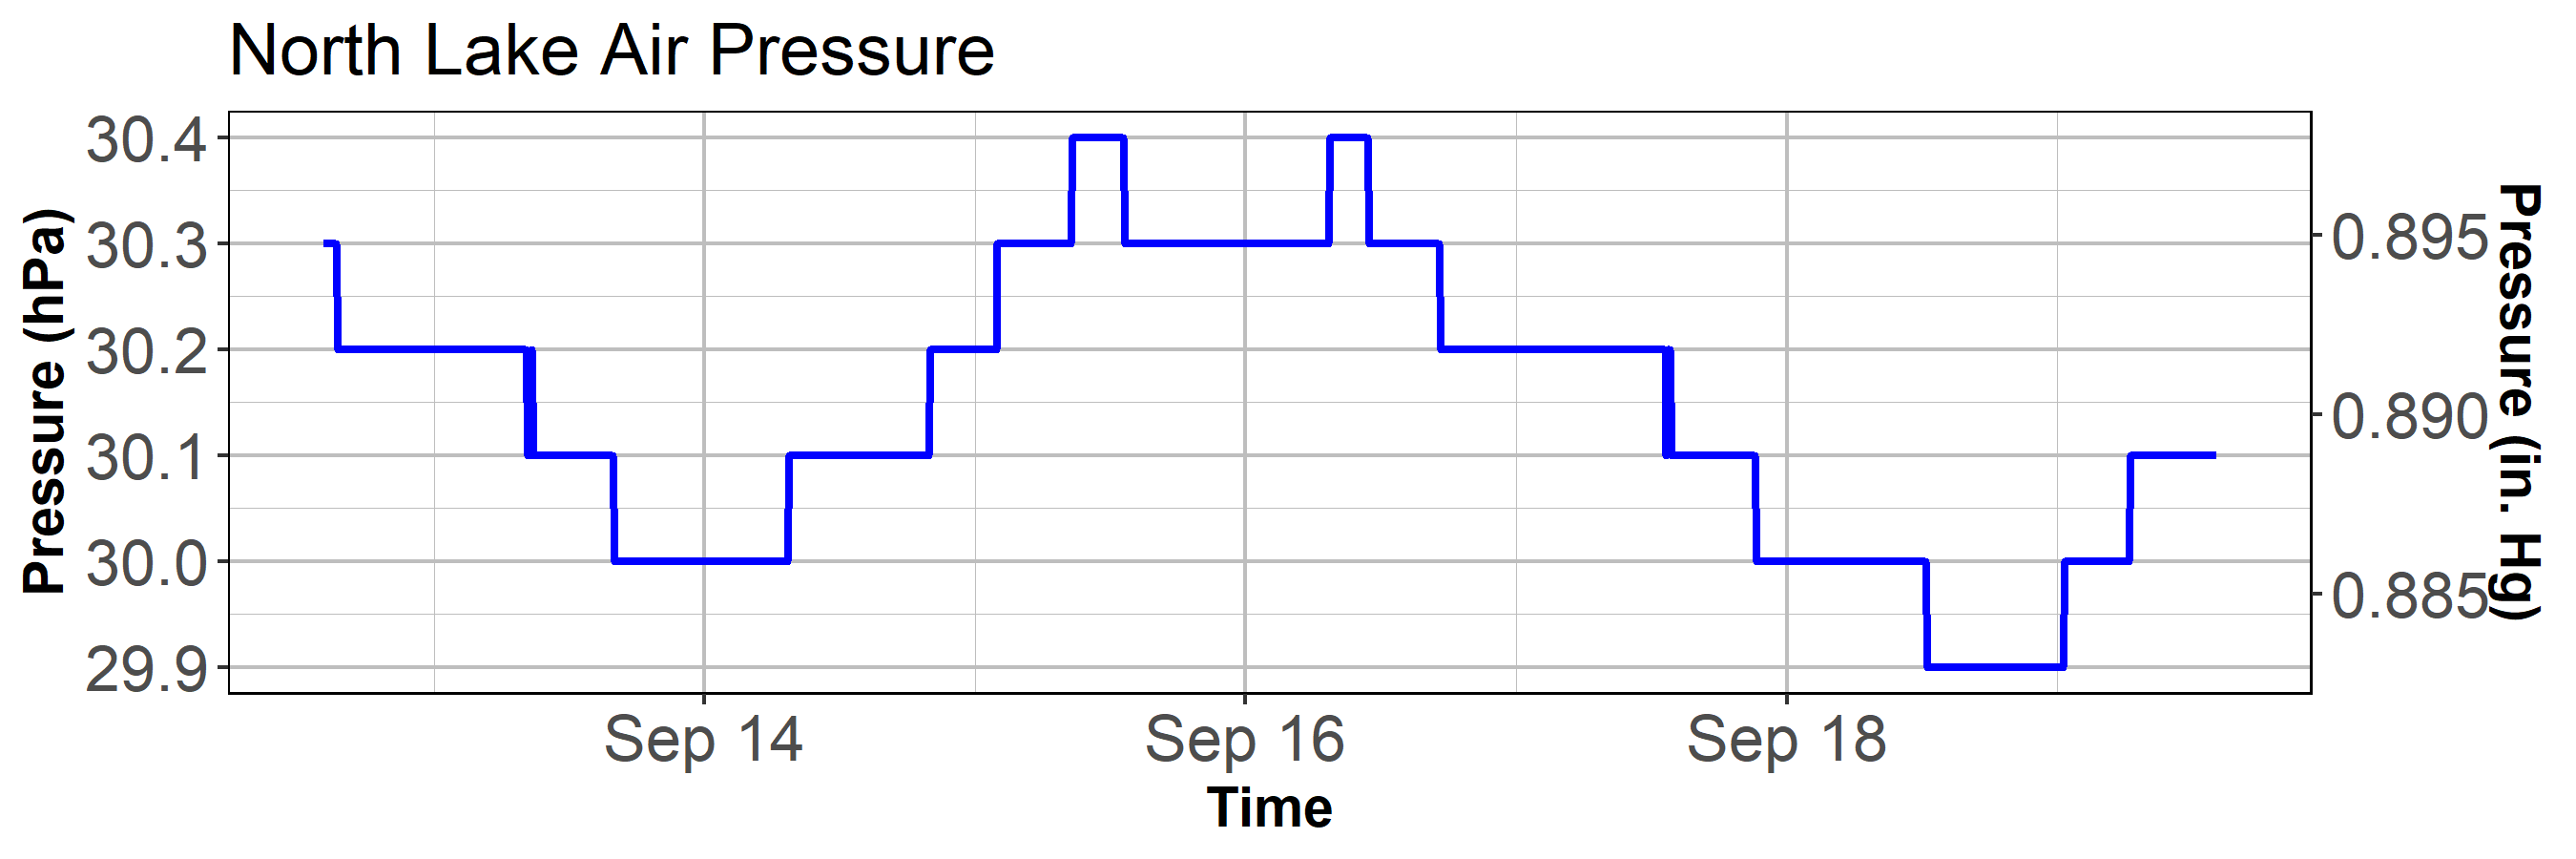 North Lake Air Pressure
Pressure (hPa)
30.4
30.3
30.2
30.1
30.0
29.9
0.895
0.890
0.885
Pressure (in. Hg)
Sep 14
Sep 16
Sep 18
Time